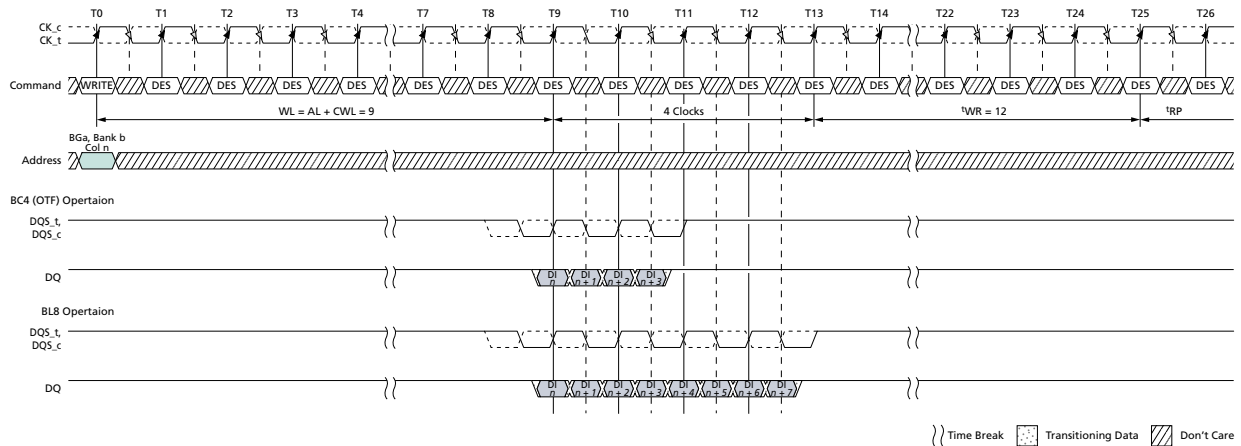 T0 T1 T2 T3 T4 T7 T8 T9 T10 T11 T12 T13 T14 T22 T23 T24 T25 T26
CK_c
CK_t
Command WRITE DES DES DES DES DES DES DES DES DES DES DES DES DES DES DES DES DES
WL = AL + CWL = 9 4 Clocks tWR = 12 tRP
BGa, Bank b
Col n
Address
BC4 (OTF) Opertaion
DQS_t,
DQS_c
DQ DI n DI n + 1 DI n + 2 DI n + 3
BL8 Opertaion
DQS_t,
DQS_c
DQ DI n DI n + 1 DI n + 2 DI n + 3 DI n + 4 DI n + 5 DI n + 6 DI n + 7
Time Break Transitioning Data Don't Care